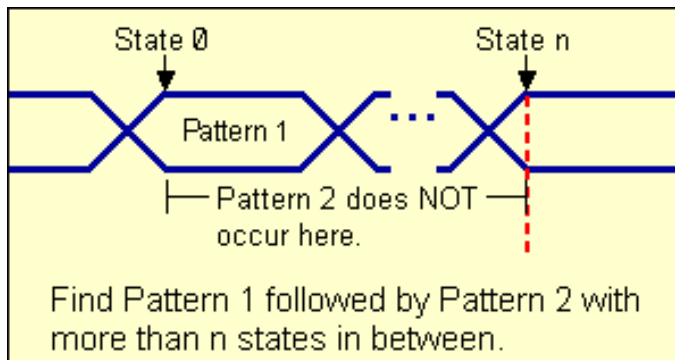 State 0
State n
Pattern 1
Pattern 2 does NOT
occur here.
Find Pattern 1 followed by Pattern 2 with
more than n states in between.